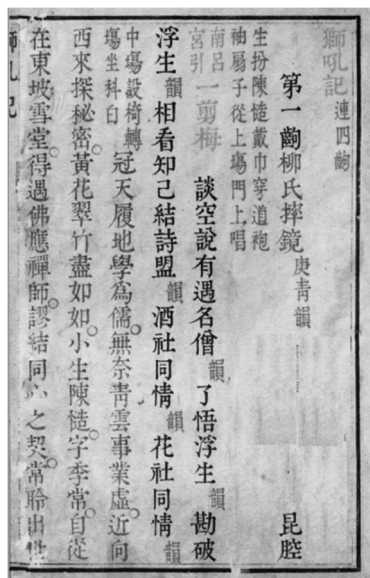 獅吼記 連四齣
第一齣柳氏摔鏡 庚青韻 昆腔
生扮陳慥戴巾穿道袍
袖扇子從上場門上唱
南呂
宮引 一剪梅 談空說有遇名僧韻 了悟浮生韻 勘破
浮生韻 相看知己結詩盟韻 酒社同情韻 花社同情韻
中場設椅轉
場坐科白 冠天履地學爲儒。無奈青雲事業虛。近向
西來探秘密。黃花翠竹盡如如。小生陳慥。字季常。自從
在東坡雪堂。得遇佛應禪師。謬結同心之契。常聆出世
獅吼記